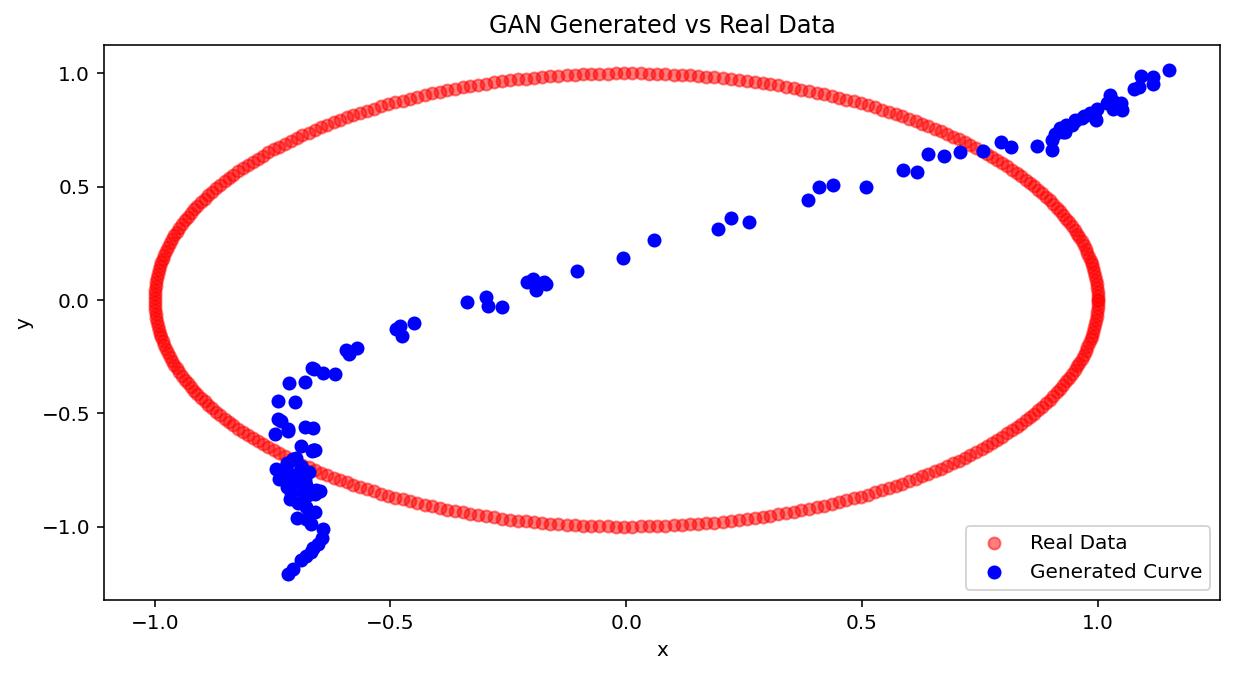 GAN Generated vs Real Data
1.0
0.5
0.0
−0.5
−1.0
y
−1.0 −0.5 0.0 0.5 1.0
x
Real Data
Generated Curve